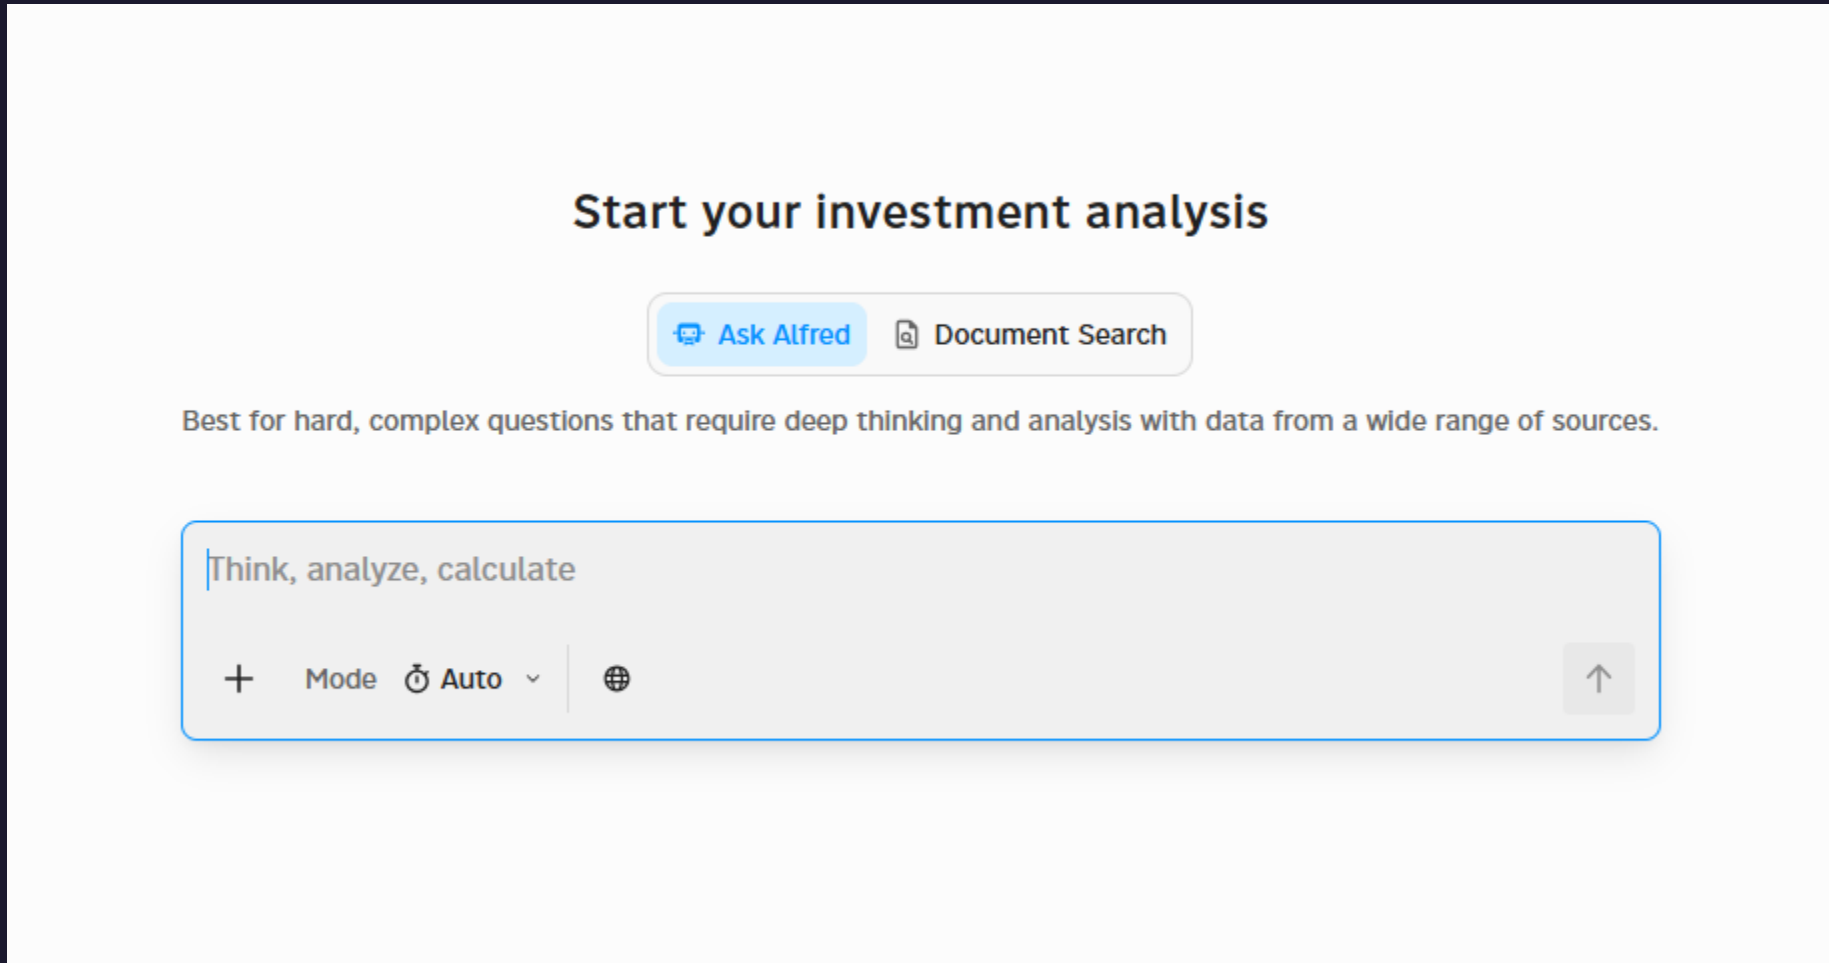 Start your investment analysis
Ask Alfred
Document Search
Best for hard, complex questions that require deep thinking and analysis with data from a wide range of sources.
Think, analyze, calculate
Mode Auto